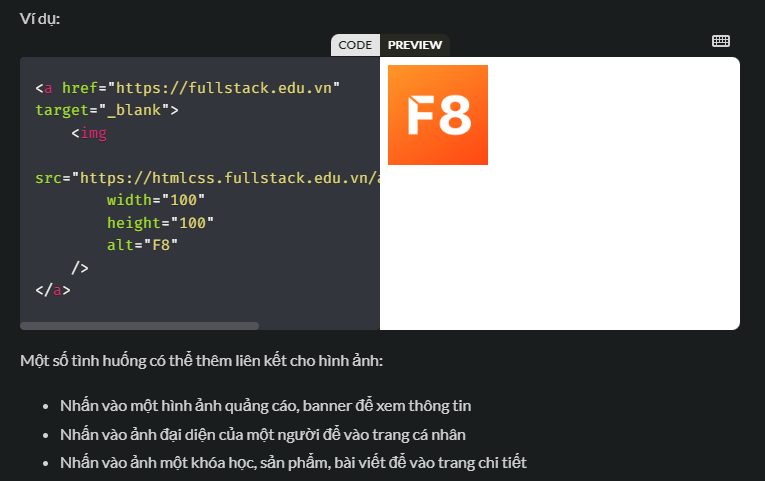 Ví dụ:
CODE PREVIEW
<a href="https://fullstack.edu.vn"
target="_blank">
<img
src="https://htmlcss.fullstack.edu.vn/a
width="100"
height="100"
alt="F8"
/>
</a>
F8
Một số tình huống có thể thêm liên kết cho hình ảnh:
• Nhấn vào một hình ảnh quảng cáo, banner để xem thông tin
• Nhấn vào ảnh đại diện của một người để vào trang cá nhân
• Nhấn vào ảnh một khóa học, sản phẩm, bài viết để vào trang chi tiết